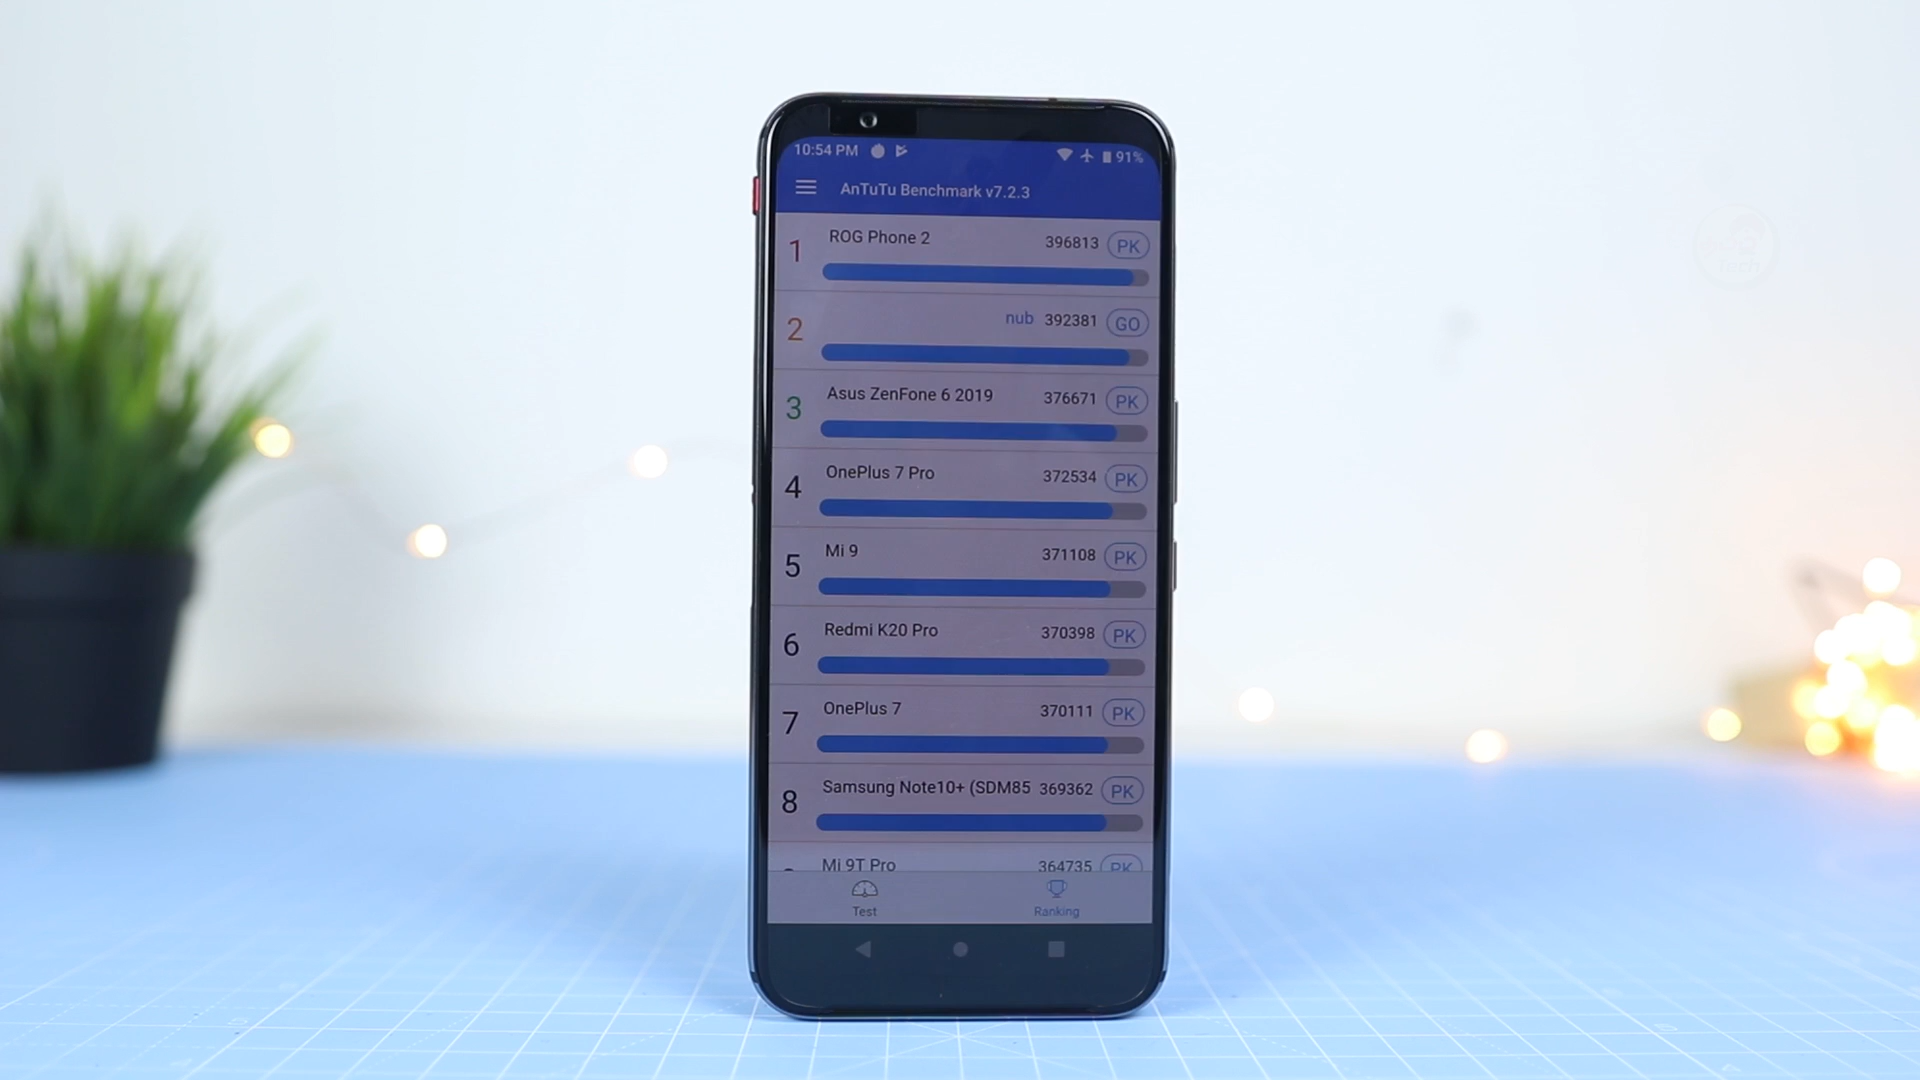 10:54 PM 91%
AnTuTu Benchmark v7.2.3
1 ROG Phone 2 396813 PK
2 nub 392381 GO
3 Asus ZenFone 6 2019 376671 PK
4 OnePlus 7 Pro 372534 PK
5 Mi 9 371108 PK
6 Redmi K20 Pro 370398 PK
7 OnePlus 7 370111 PK
8 Samsung Note10+ (SDM85 369362 PK
Mi 9T Pro 364735 PK
Test Ranking